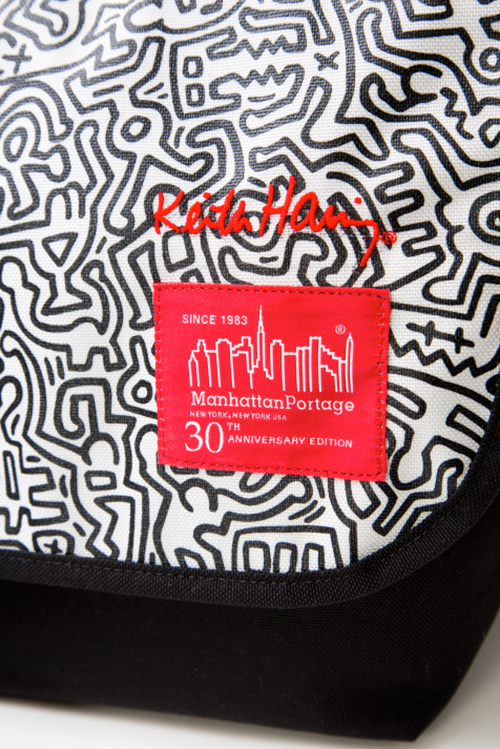 Keith Haring®
SINCE 1983
®
ManhattanPortage
NEW YORK, NEW YORK USA
30TH
ANNIVERSARY EDITION